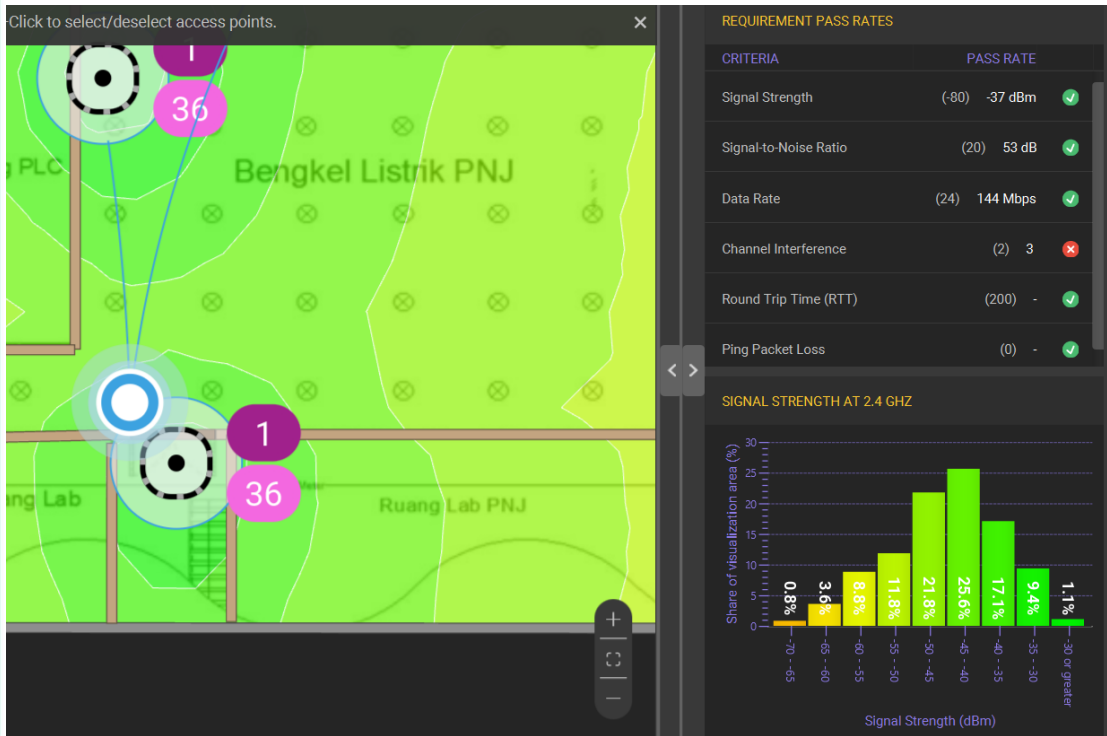 Click to select/deselect access points.
1
36
g PLC
Bengkel Listrik PNJ
1
36
ang Lab
Ruang Lab PNJ
REQUIREMENT PASS RATES
CRITERIA PASS RATE
Signal Strength (-80) -37 dBm
Signal-to-Noise Ratio (20) 53 dB
Data Rate (24) 144 Mbps
Channel Interference (2) 3
Round Trip Time (RTT) (200) -
Ping Packet Loss (0) -
SIGNAL STRENGTH AT 2.4 GHZ
Share of visualization area (%)
30
25
20
15
10
5
0
0.8% 3.6% 8.8% 11.8% 21.8% 25.6% 17.1% 9.4% 1.1%
-70 - -65
-65 - -60
-60 - -55
-55 - -50
-50 - -45
-45 - -40
-40 - -35
-35 - -30
-30 or greater
Signal Strength (dBm)